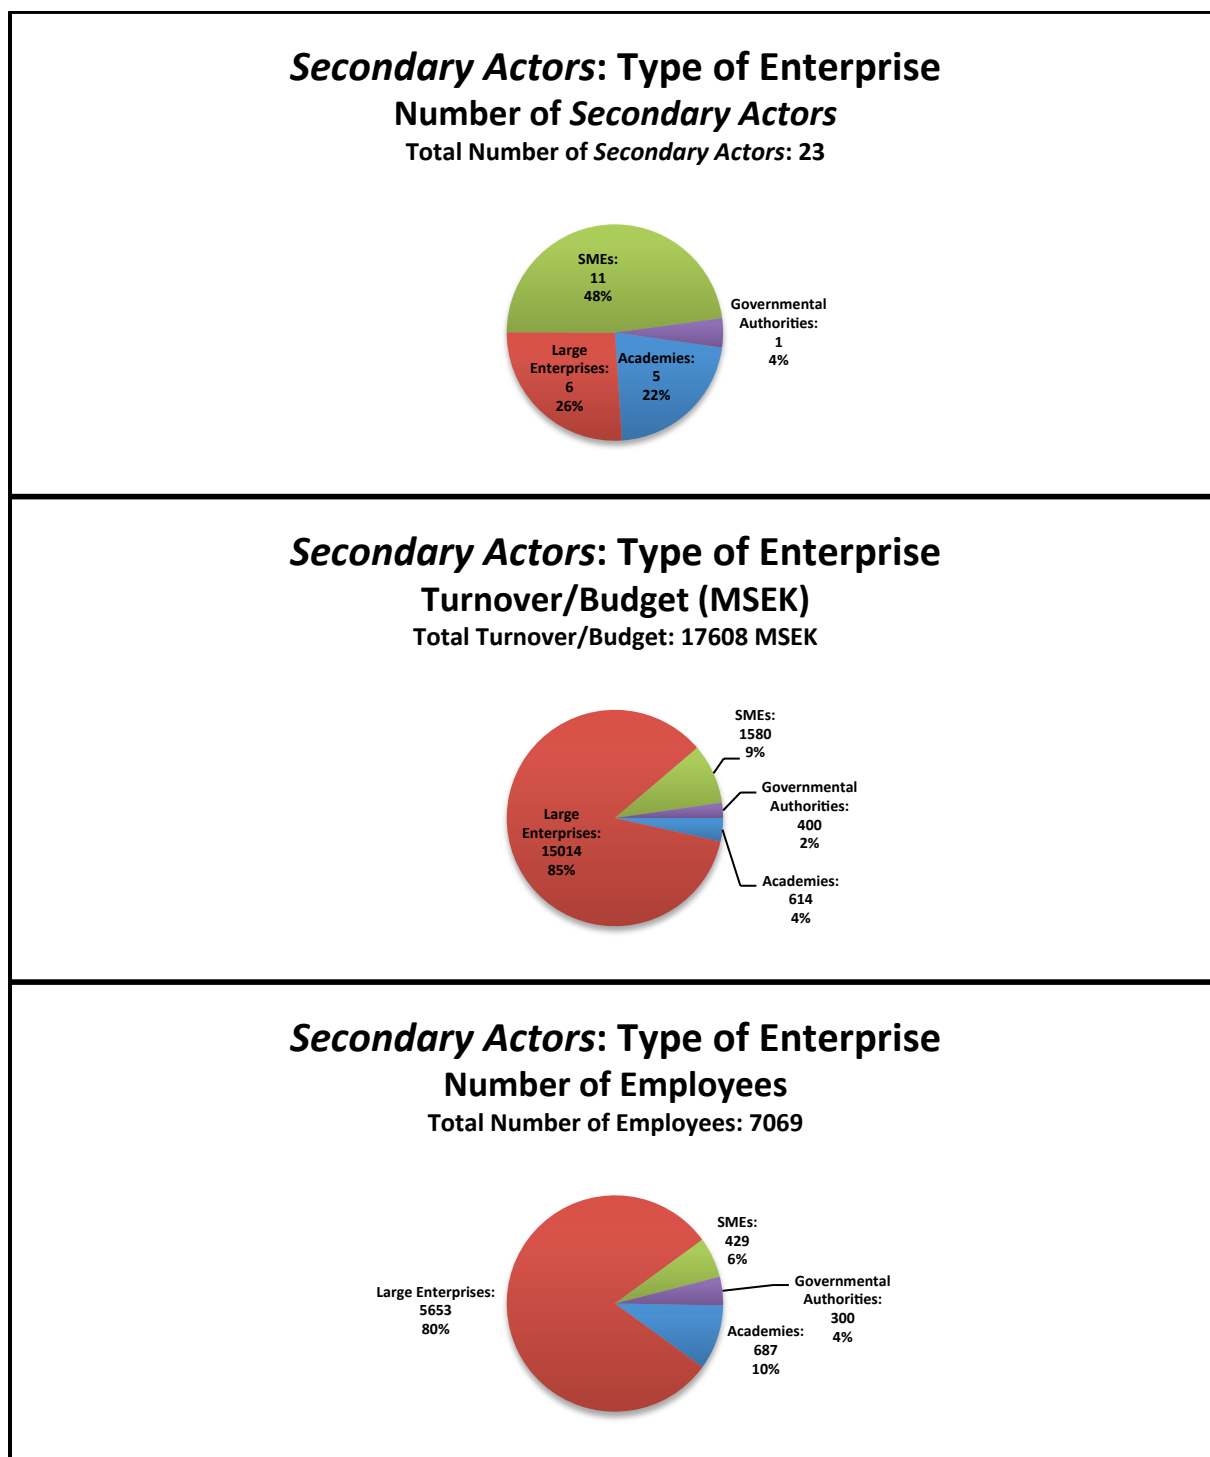 Secondary Actors: Type of Enterprise
Number of Secondary Actors
Total Number of Secondary Actors: 23
SMEs:
11
48%
Governmental
Authorities:
1
4%
Large
Enterprises:
6
26%
Academies:
5
22%
Secondary Actors: Type of Enterprise
Turnover/Budget (MSEK)
Total Turnover/Budget: 17608 MSEK
SMEs:
1580
9%
Governmental
Authorities:
400
2%
Large
Enterprises:
15014
85%
Academies:
614
4%
Secondary Actors: Type of Enterprise
Number of Employees
Total Number of Employees: 7069
SMEs:
429
6%
Governmental
Authorities:
300
4%
Large Enterprises:
5653
80%
Academies:
687
10%